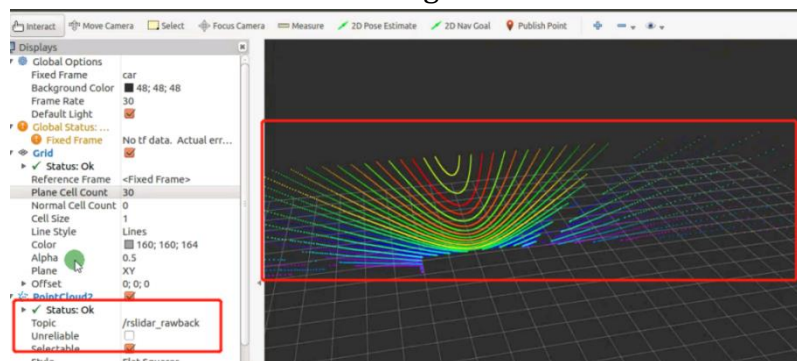 Interact Move Camera Select Focus Camera Measure 2D Pose Estimate 2D Nav Goal Publish Point
Displays
Global Options
Fixed Frame car
Background Color 48; 48; 48
Frame Rate 30
Default Light
Global Status: ...
Fixed Frame No tf data. Actual err...
Grid
Status: Ok
Reference Frame <Fixed Frame>
Plane Cell Count 30
Normal Cell Count 0
Cell Size 1
Line Style Lines
Color 160; 160; 164
Alpha 0.5
Plane XY
Offset 0; 0; 0
PointCloud2
Status: Ok
Topic /rslidar_rawback
Unreliable
Selectable
Style Flat Squares